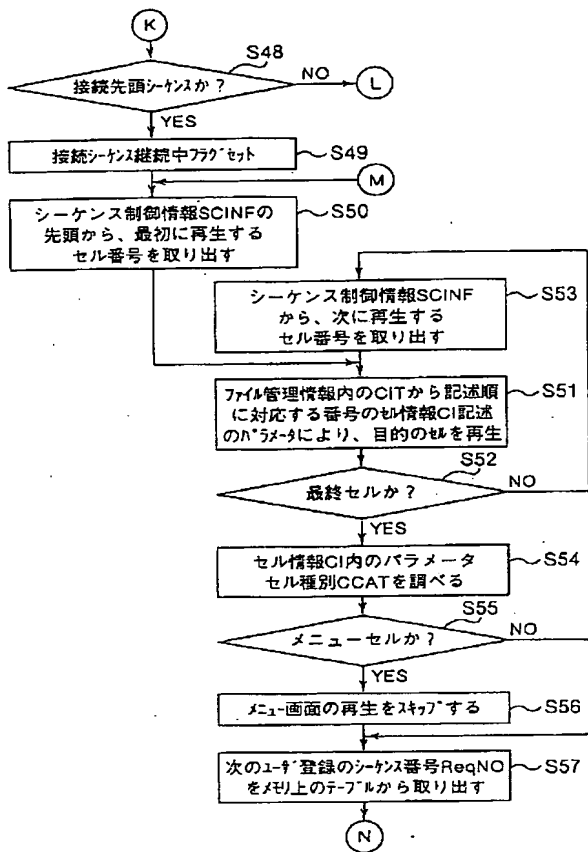 K
S48
接続先頭シーケンスか？
NO
L
YES
接続シーケンス継続中フラグセット
S49
M
シーケンス制御情報SCINFの
先頭から、最初に再生する
セル番号を取り出す
S50
シーケンス制御情報SCINF
から、次に再生する
セル番号を取り出す
S53
ファイル管理情報内のCITから記述順
に対応する番号のセル情報CI記述
のパラメータにより、目的のセルを再生
S51
S52
最終セルか？
NO
YES
セル情報CI内のパラメータ
セル種別CCATを調べる
S54
S55
メニューセルか？
NO
YES
メニュー画面の再生をスキップする
S56
次のユーザ登録のシーケンス番号ReqNO
をメモリ上のテーブルから取り出す
S57
N